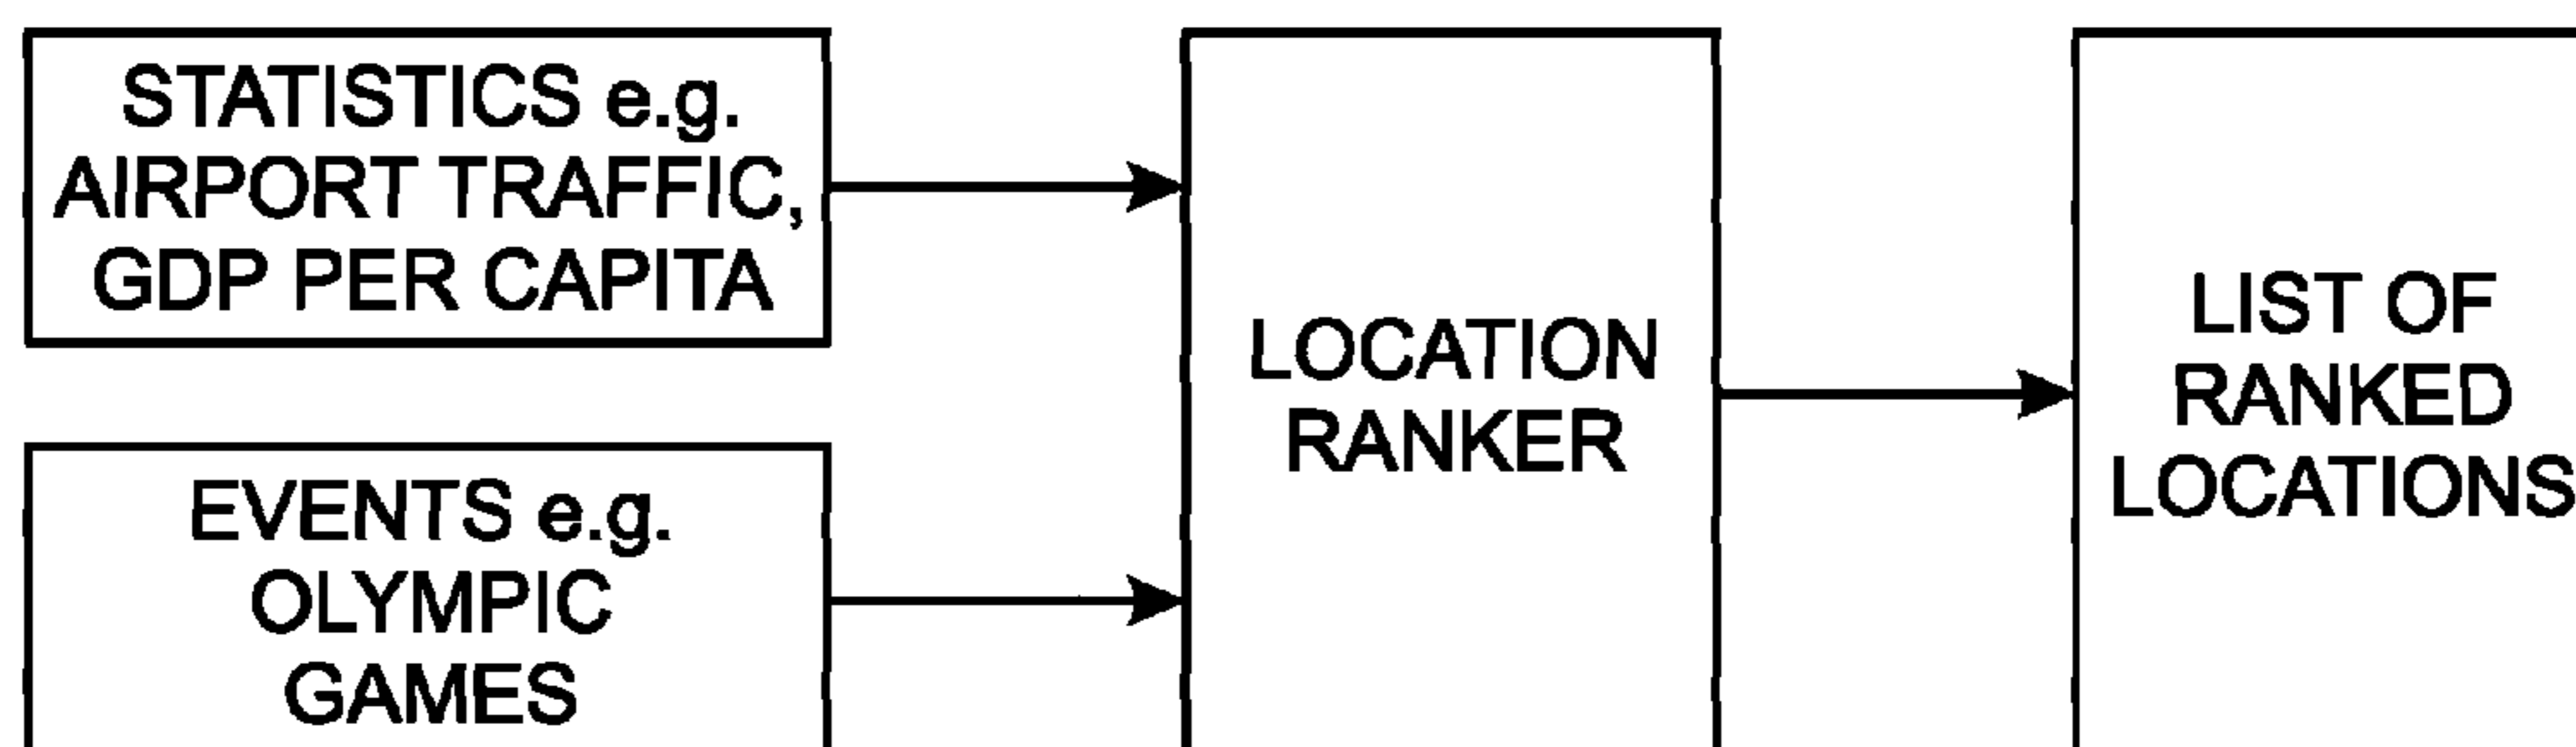 STATISTICS e.g.
AIRPORT TRAFFIC,
GDP PER CAPITA
EVENTS e.g.
OLYMPIC
GAMES
LOCATION
RANKER
LIST OF
RANKED
LOCATIONS